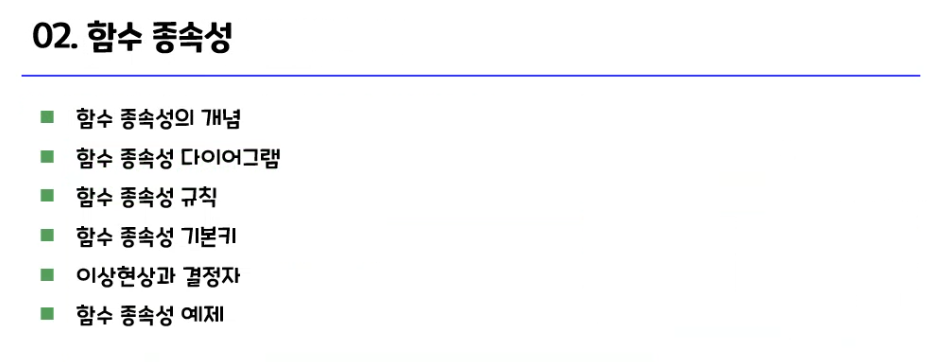 02. 함수 종속성
함수 종속성의 개념
함수 종속성 다이어그램
함수 종속성 규칙
함수 종속성 기본키
이상현상과 결정자
함수 종속성 예제